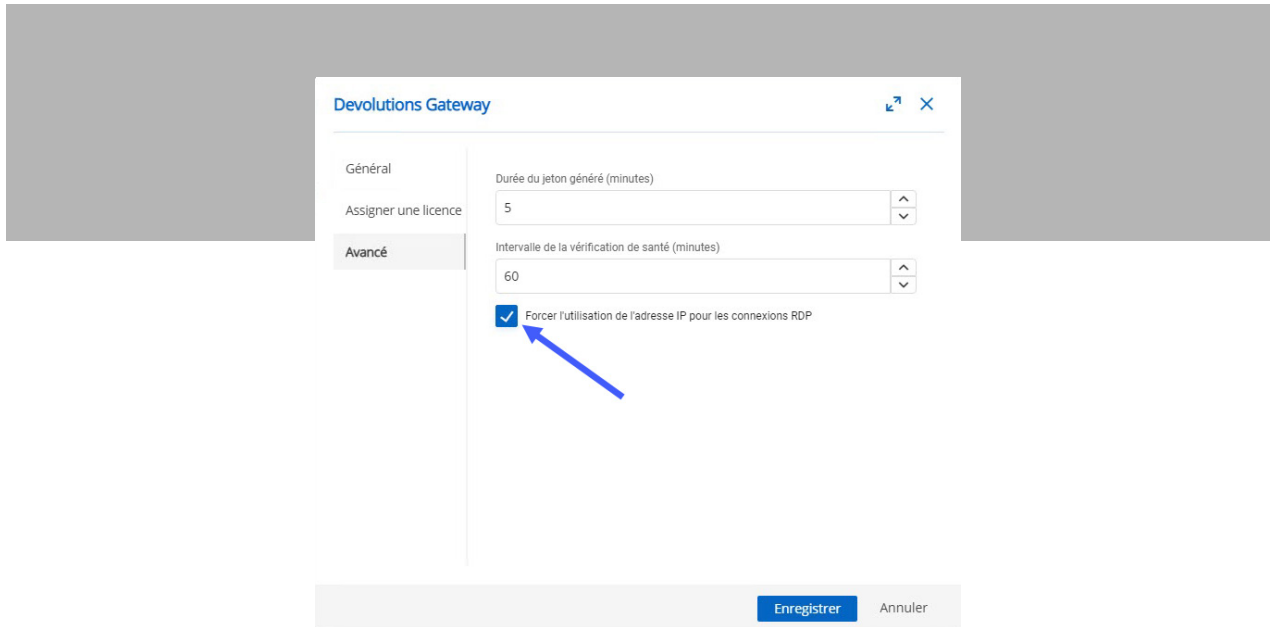 Devolutions Gateway
Général
Assigner une licence
Avancé
Durée du jeton généré (minutes)
5
Intervalle de la vérification de santé (minutes)
60
Forcer l'utilisation de l'adresse IP pour les connexions RDP
Enregistrer
Annuler